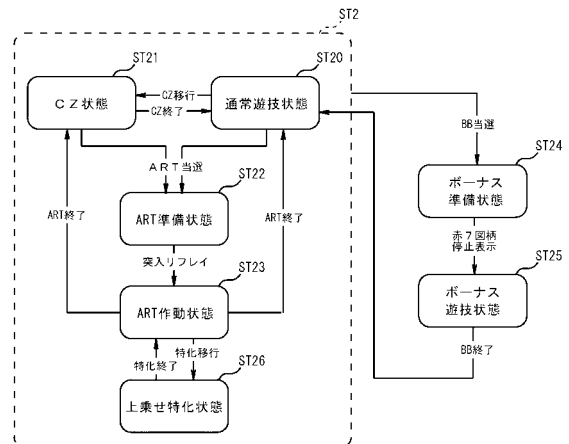 ST2
ST21
ST20
CZ状態
CZ移行
CZ終了
通常遊技状態
BB当選
ART当選
ST22
ST24
ART準備状態
ボーナス
準備状態
ART終了
ART終了
突入リフレイ
赤7図柄
停止表示
ST23
ST25
ART作動状態
ボーナス
遊技状態
特化終了
特化移行
BB終了
ST26
上乗せ特化状態